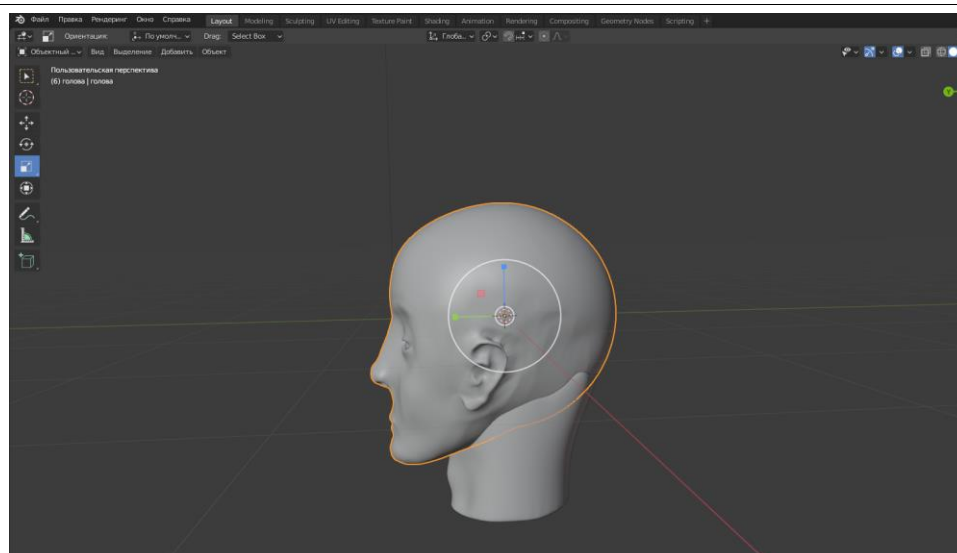 Файл Правка Рендеринг Окно Справка Layout Modeling Sculpting UV Editing Texture Paint Shading Animation Rendering Compositing Geometry Nodes Scripting +
Ориентация: По умолч... Drag: Select Box Глоба..
Объектный .. Вид Выделение Добавить Объект
Пользовательская перспектива
(6) голова | голова
Y